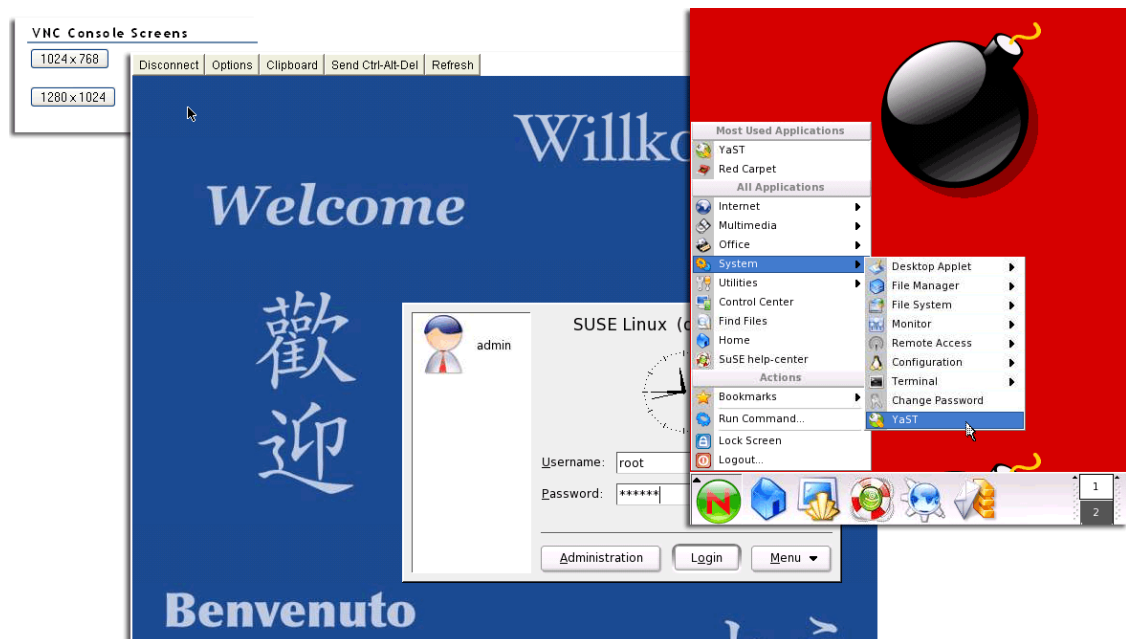 VNC Console Screens
1024 x 768
1280 x 1024
Disconnect Options Clipboard Send Ctrl-Alt-Del Refresh
Willko
Welcome
歡
迎
Benvenuto
SUSE Linux (
admin
Username: root
Password: ******
Administration Login Menu
Most Used Applications
YaST
Red Carpet
All Applications
Internet
Multimedia
Office
System
Utilities
Control Center
Find Files
Home
SuSE help-center
Actions
Bookmarks
Run Command...
Lock Screen
Logout...
Desktop Applet
File Manager
File System
Monitor
Remote Access
Configuration
Terminal
Change Password
YaST
N
1
2